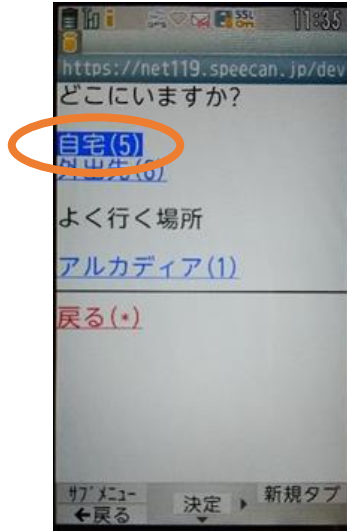 11:35
https://net119.speecan.jp/dev
どこにいますか?
自宅(5)
外出先(6)
よく行く場所
アルカディア(1)
戻る(*)
サブメニュー
戻る
決定
新規タブ